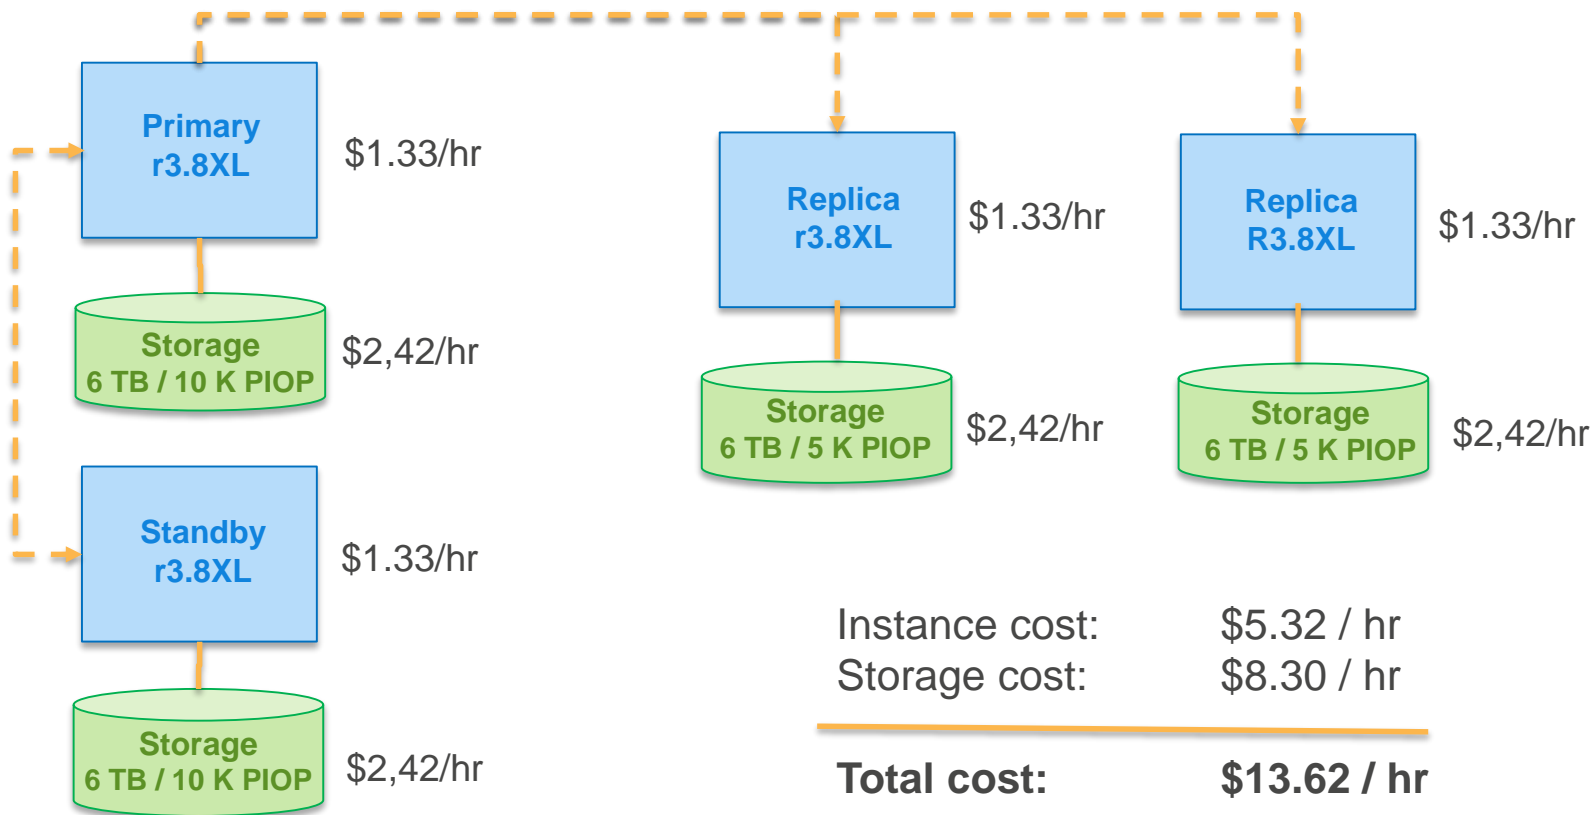 Primary
r3.8XL
$1.33/hr
Storage
6 TB / 10 K PIOP
$2,42/hr
Standby
r3.8XL
$1.33/hr
Storage
6 TB / 10 K PIOP
$2,42/hr
Replica
r3.8XL
$1.33/hr
Storage
6 TB / 5 K PIOP
$2,42/hr
Replica
R3.8XL
$1.33/hr
Storage
6 TB / 5 K PIOP
$2,42/hr
Instance cost: $5.32 / hr
Storage cost: $8.30 / hr
Total cost: $13.62 / hr